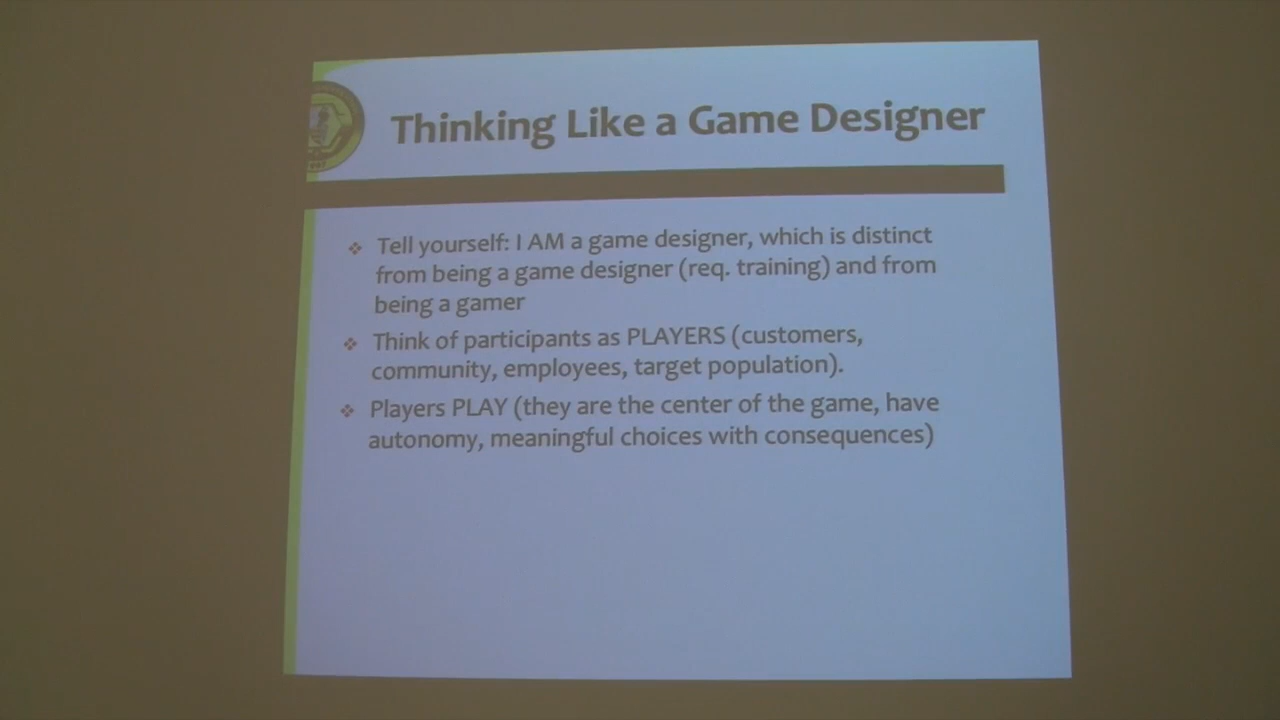 Thinking Like a Game Designer
Tell yourself: I AM a game designer, which is distinct
from being a game designer (req. training) and from
being a gamer
Think of participants as PLAYERS (customers,
community, employees, target population).
Players PLAY (they are the center of the game, have
autonomy, meaningful choices with consequences)